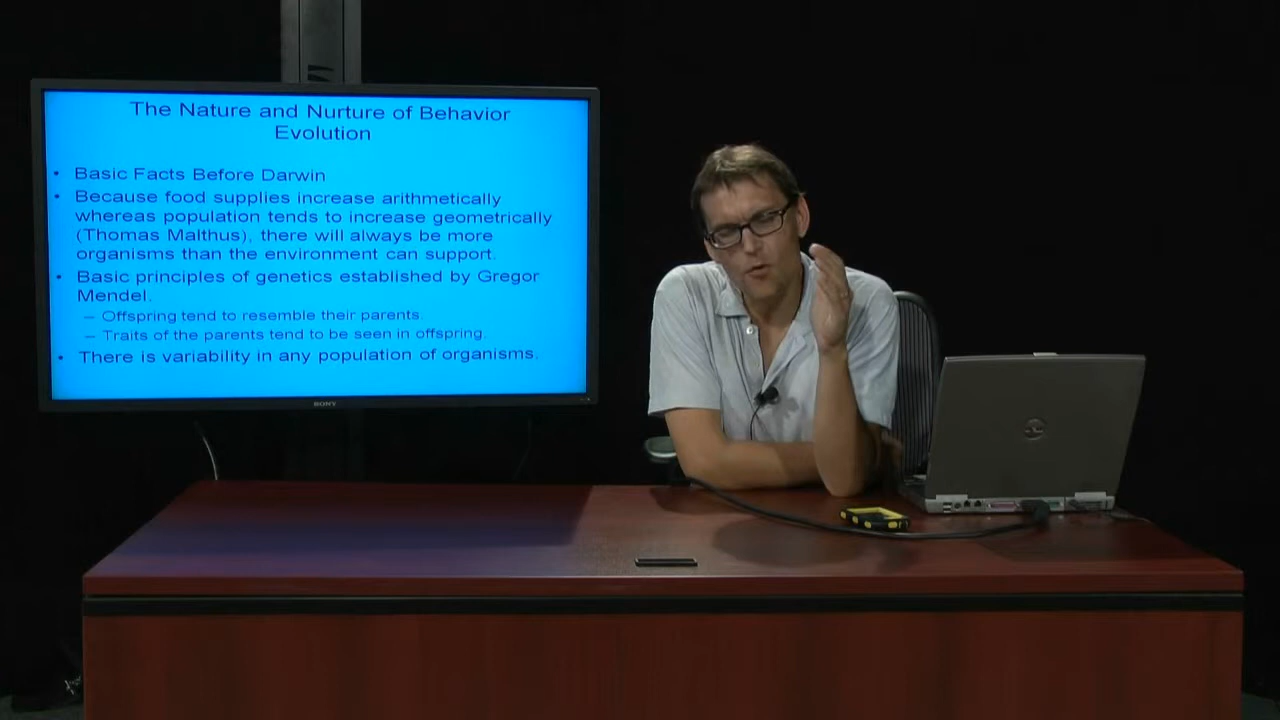 The Nature and Nurture of Behavior
Evolution
• Basic Facts Before Darwin
• Because food supplies increase arithmetically
whereas population tends to increase geometrically
(Thomas Malthus), there will always be more
organisms than the environment can support.
• Basic principles of genetics established by Gregor
Mendel.
– Offspring tend to resemble their parents.
– Traits of the parents tend to be seen in offspring.
• There is variability in any population of organisms.
SONY